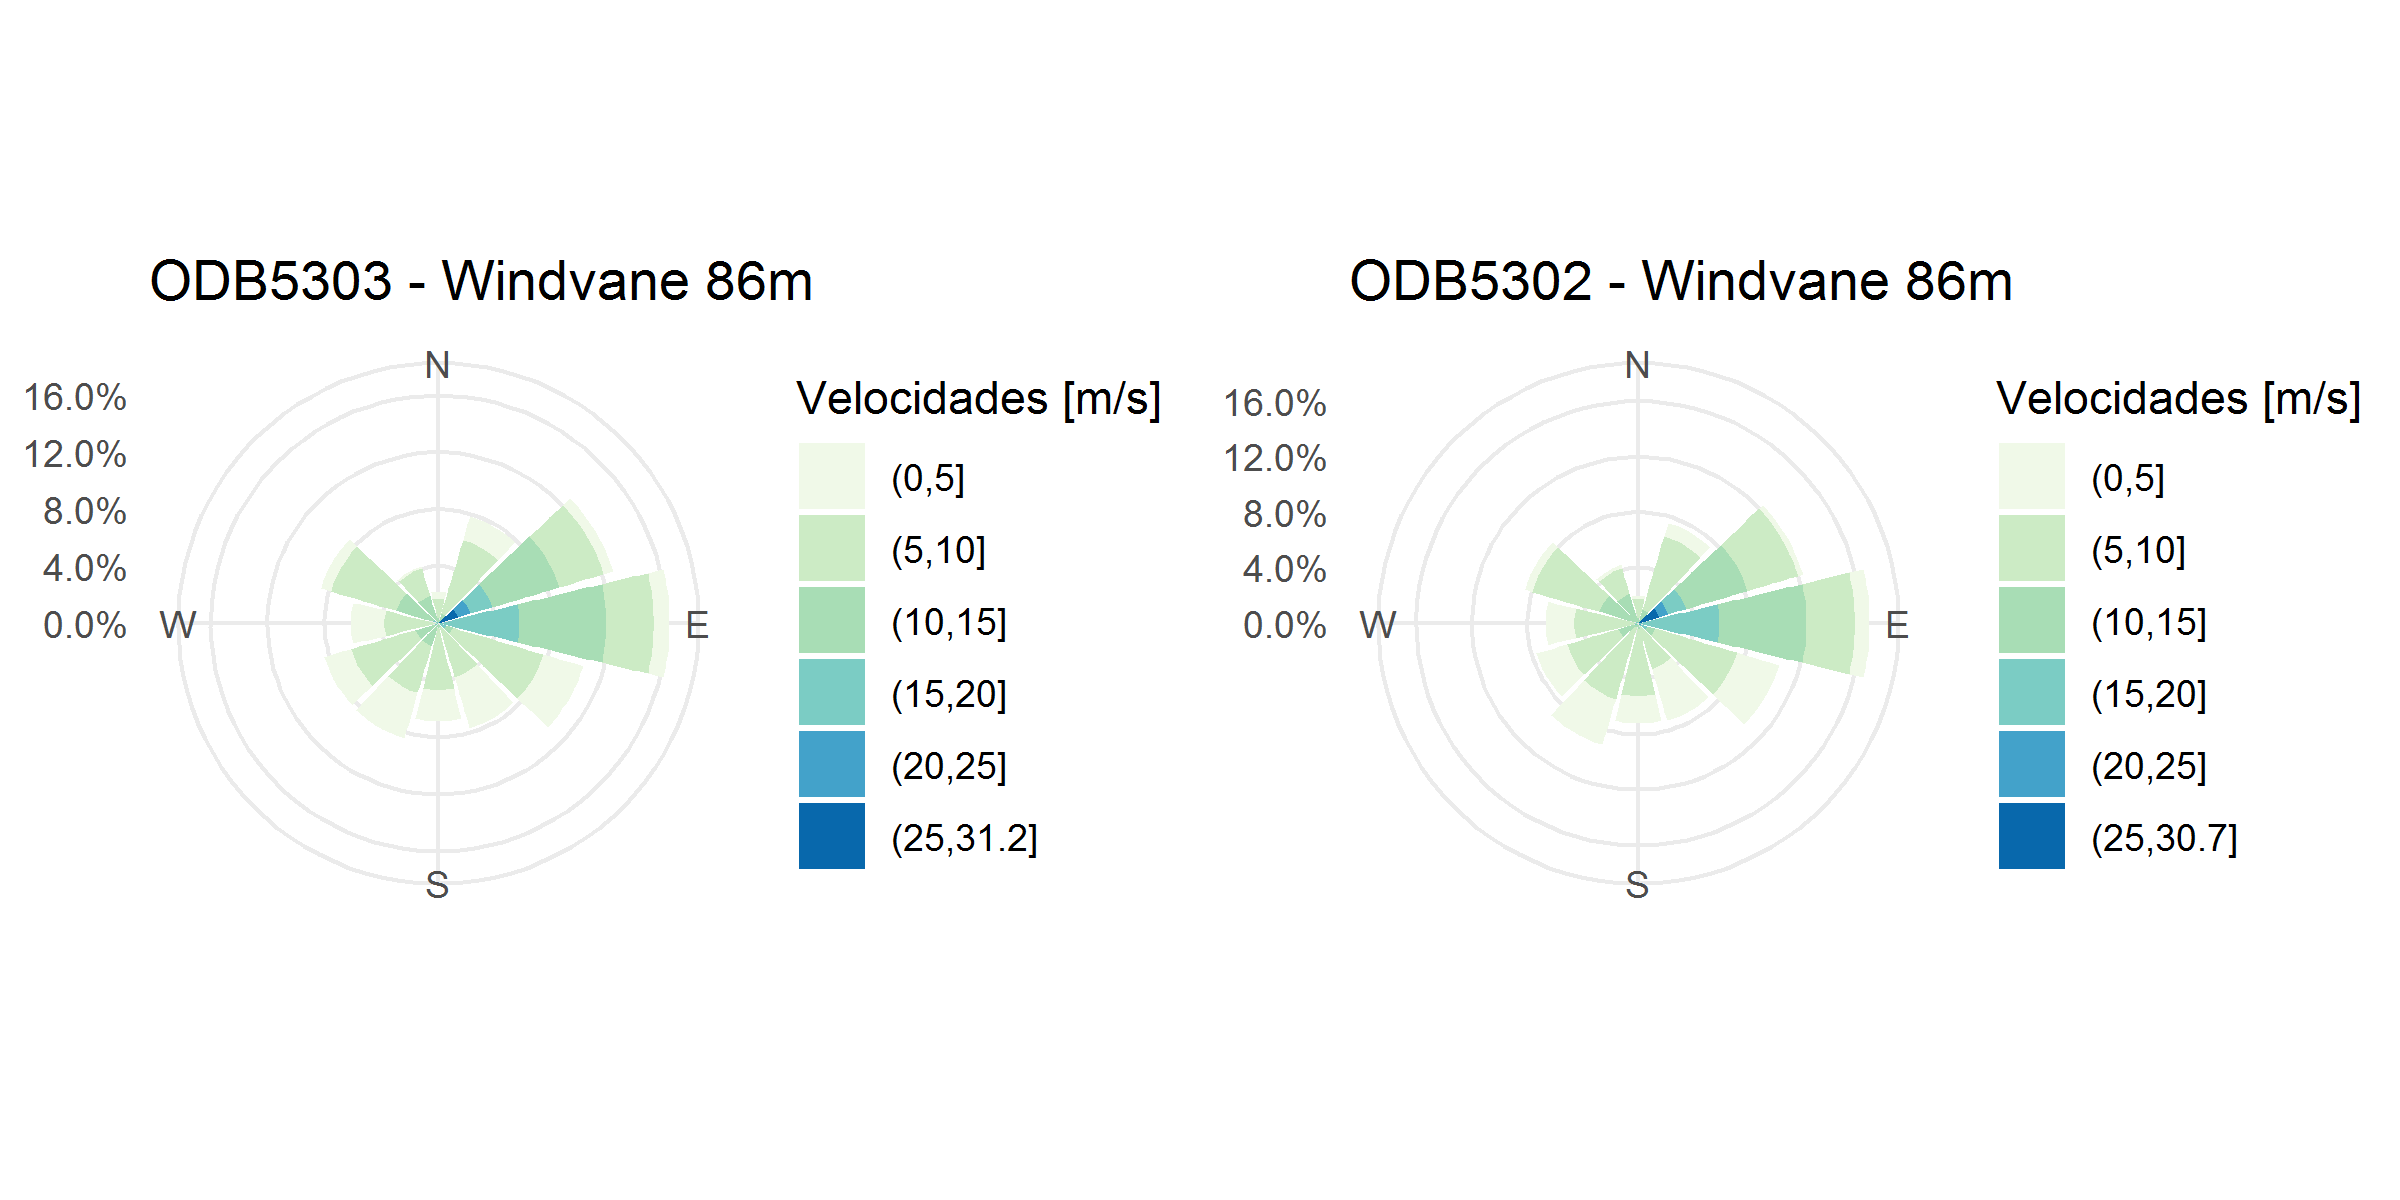 ODB5303 - Windvane 86m
N
16.0%
12.0%
8.0%
4.0%
0.0%
W
E
S
Velocidades [m/s]
(0,5]
(5,10]
(10,15]
(15,20]
(20,25]
(25,31.2]
ODB5302 - Windvane 86m
N
16.0%
12.0%
8.0%
4.0%
0.0%
W
E
S
Velocidades [m/s]
(0,5]
(5,10]
(10,15]
(15,20]
(20,25]
(25,30.7]